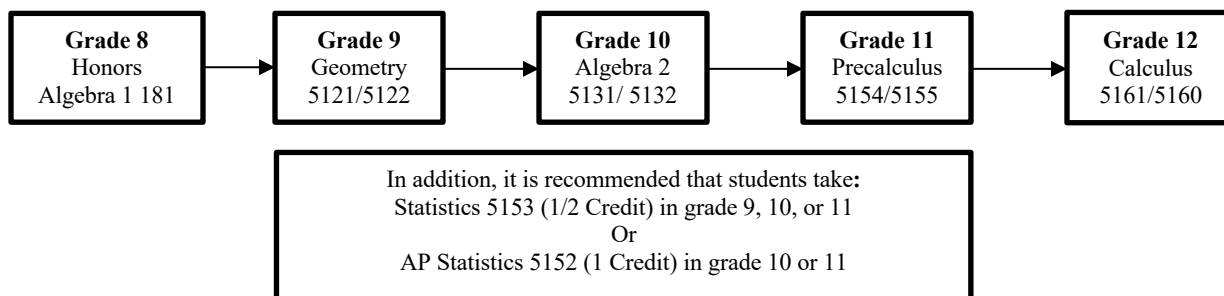 Grade 8
Honors
Algebra 1 181
Grade 9
Geometry
5121/5122
Grade 10
Algebra 2
5131/ 5132
Grade 11
Precalculus
5154/5155
Grade 12
Calculus
5161/5160
In addition, it is recommended that students take:
Statistics 5153 (1/2 Credit) in grade 9, 10, or 11
Or
AP Statistics 5152 (1 Credit) in grade 10 or 11